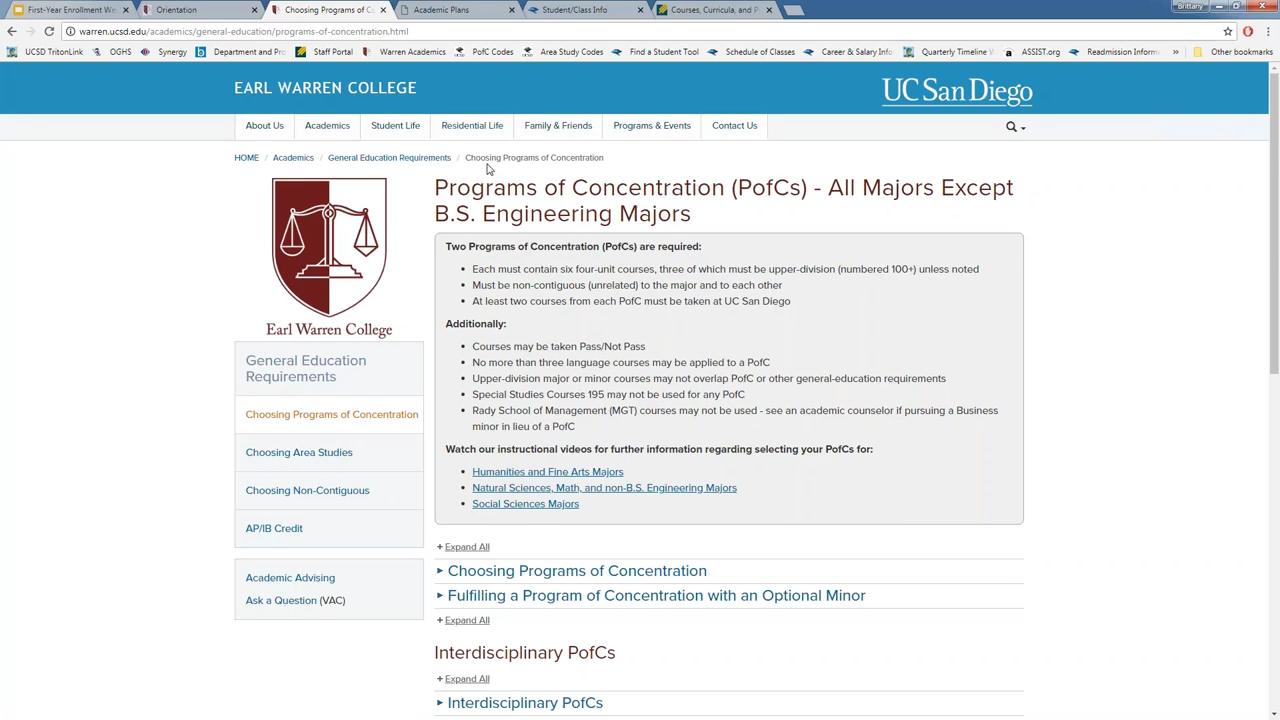 First-Year Enrollment We
Orientation
Choosing Programs of C
Academic Plans
Student/Class Info
Courses, Curricula, and P
Brittany
warren.ucsd.edu/academics/general-education/programs-of-concentration.html
UCSD TritonLink
OGHS
Synergy
Department and Pro
Staff Portal
Warren Academics
PofC Codes
Area Study Codes
Find a Student Tool
Schedule of Classes
Career & Salary Info
Quarterly Timeline
ASSIST.org
Readmission Inform
Other bookmarks
EARL WARREN COLLEGE
UC San Diego
About Us
Academics
Student Life
Residential Life
Family & Friends
Programs & Events
Contact Us
HOME / Academics / General Education Requirements / Choosing Programs of Concentration
Earl Warren College
General Education
Requirements
Choosing Programs of Concentration
Choosing Area Studies
Choosing Non-Contiguous
AP/IB Credit
Academic Advising
Ask a Question (VAC)
Programs of Concentration (PofCs) - All Majors Except
B.S. Engineering Majors
Two Programs of Concentration (PofCs) are required:
• Each must contain six four-unit courses, three of which must be upper-division (numbered 100+) unless noted
• Must be non-contiguous (unrelated) to the major and to each other
• At least two courses from each PofC must be taken at UC San Diego
Additionally:
• Courses may be taken Pass/Not Pass
• No more than three language courses may be applied to a PofC
• Upper-division major or minor courses may not overlap PofC or other general-education requirements
• Special Studies Courses 195 may not be used for any PofC
• Rady School of Management (MGT) courses may not be used - see an academic counselor if pursuing a Business
minor in lieu of a PofC
Watch our instructional videos for further information regarding selecting your PofCs for:
• Humanities and Fine Arts Majors
• Natural Sciences, Math, and non-B.S. Engineering Majors
• Social Sciences Majors
+ Expand All
Choosing Programs of Concentration
Fulfilling a Program of Concentration with an Optional Minor
+ Expand All
Interdisciplinary PofCs
+ Expand All
Interdisciplinary PofCs